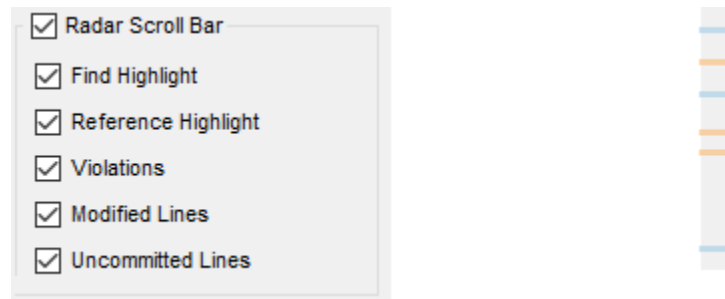 Radar Scroll Bar
Find Highlight
Reference Highlight
Violations
Modified Lines
Uncommitted Lines